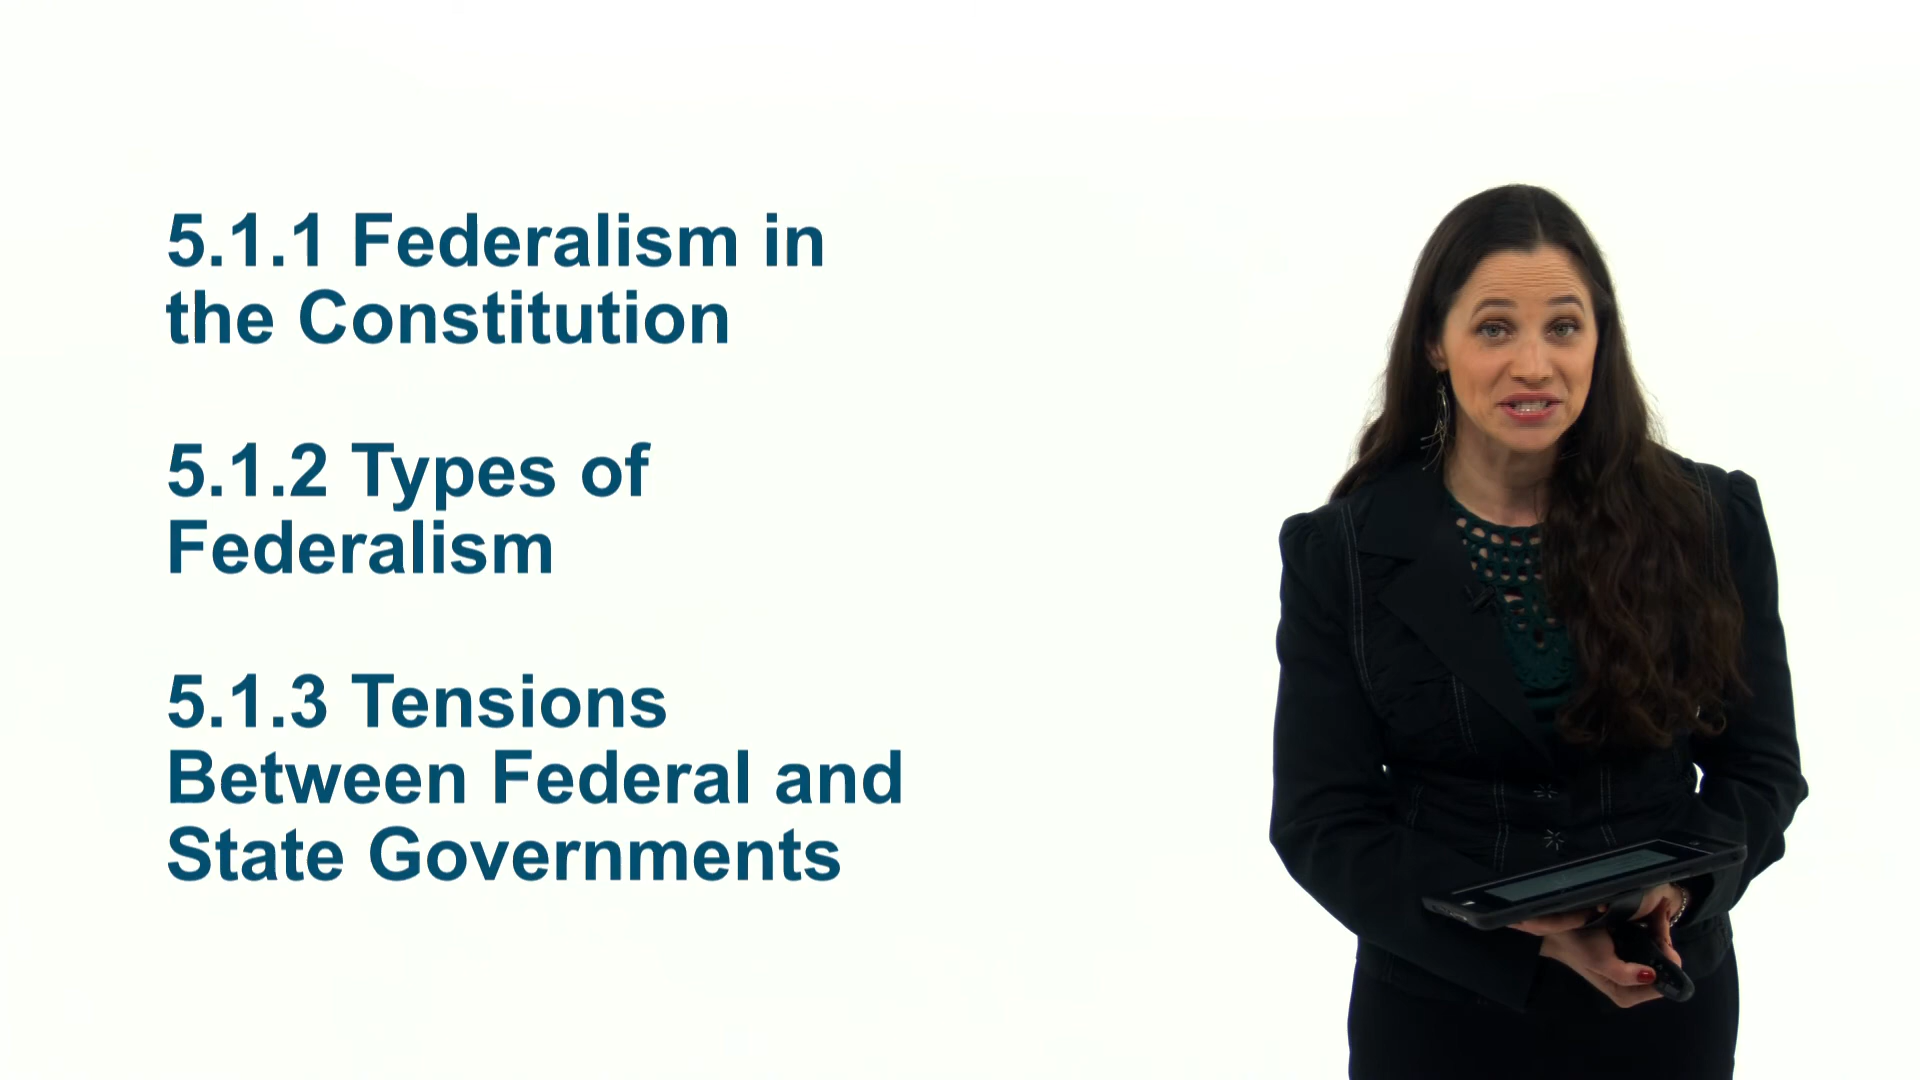 5.1.1 Federalism in
the Constitution
5.1.2 Types of
Federalism
5.1.3 Tensions
Between Federal and
State Governments